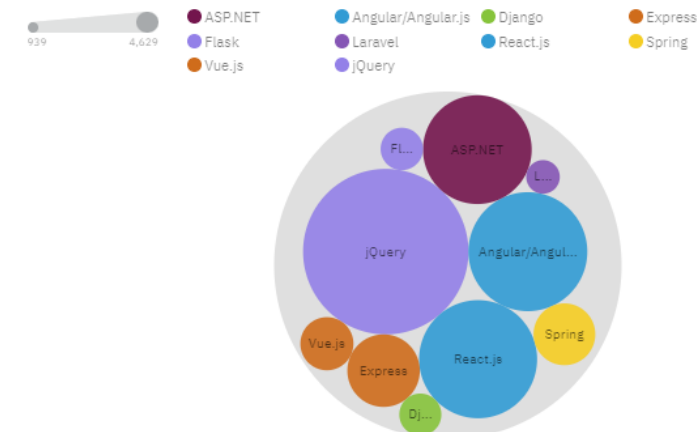 ASP.NET Angular/Angular.js Django Express
939 4,629 Flask Laravel React.js Spring
Vue.js jQuery
Fl... ASP.NET
L...
jQuery Angular/Angul...
Spring
Vue.js React.js
Express
Dj...